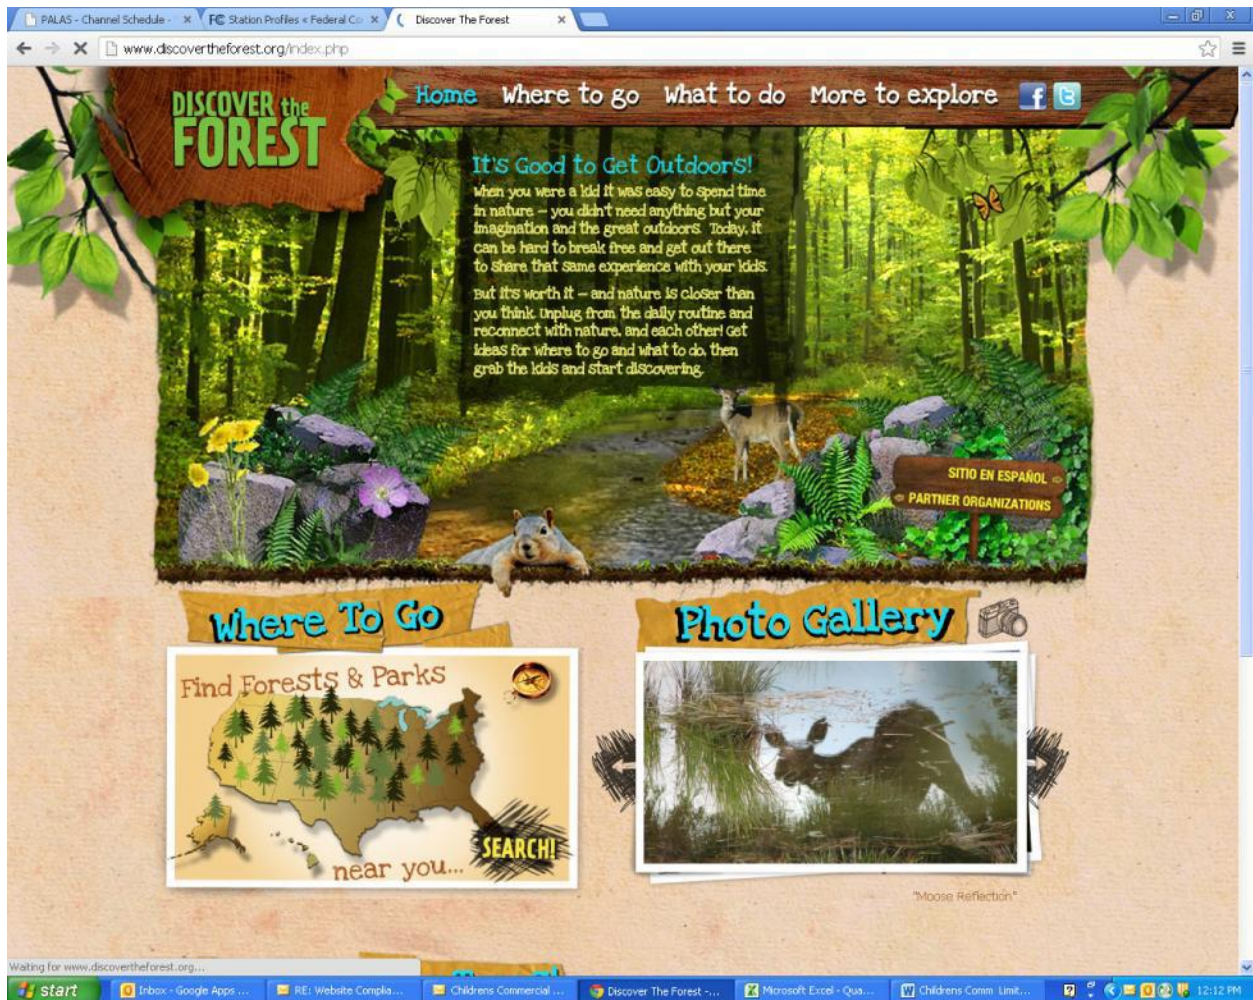 PALAS - Channel Schedule -
FC Station Profiles « Federal Co
Discover The Forest
www.discovertheforest.org/index.php
DISCOVER the
FOREST
Home Where to go What to do More to explore
It's Good to Get Outdoors!
When you were a kid it was easy to spend time
in nature – you didn't need anything but your
imagination and the great outdoors. Today, it
can be hard to break free and get out there
to share that same experience with your kids.
But it's worth it – and nature is closer than
you think. Unplug from the daily routine and
reconnect with nature, and each other! Get
ideas for where to go and what to do, then
grab the kids and start discovering.
SITIO EN ESPAÑOL
PARTNER ORGANIZATIONS
Where To Go
Photo Gallery
Find Forests & Parks
near you...
SEARCH!
"Moose Reflection"
Waiting for www.discovertheforest.org...
start
Inbox - Google Apps ...
RE: Website Complia...
Childrens Commercial ...
Discover The Forest -...
Microsoft Excel - Qua...
Childrens Comm Limit...
12:12 PM